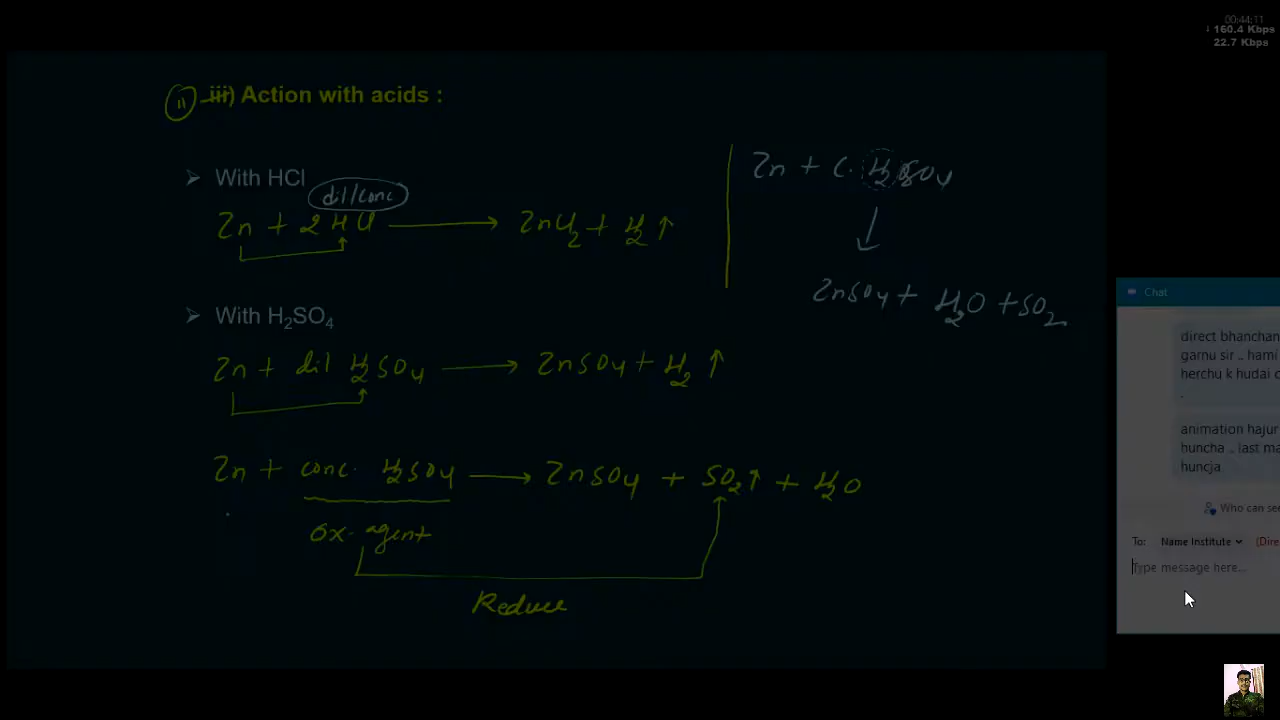 00:44:11
↓ 160.4 Kbps
22.7 Kbps
ii iii) Action with acids :
➢ With HCl
dil/conc
Zn + 2HCl → ZnCl₂ + H₂ ↑
➢ With H₂SO₄
Zn + dil H₂SO₄ → ZnSO₄ + H₂ ↑
Zn + conc. H₂SO₄ → ZnSO₄ + SO₂ ↑ + H₂O
ox. agent
Reduce
Zn + C. H₂SO₄
↓
ZnSO₄ + H₂O + SO₂
Chat
direct bhanchan
garnu sir .. hami
herchu k hudai
.
animation hajur
huncha .. last
huncja
Who can see
To: Name Institute (Dire
Type message here...